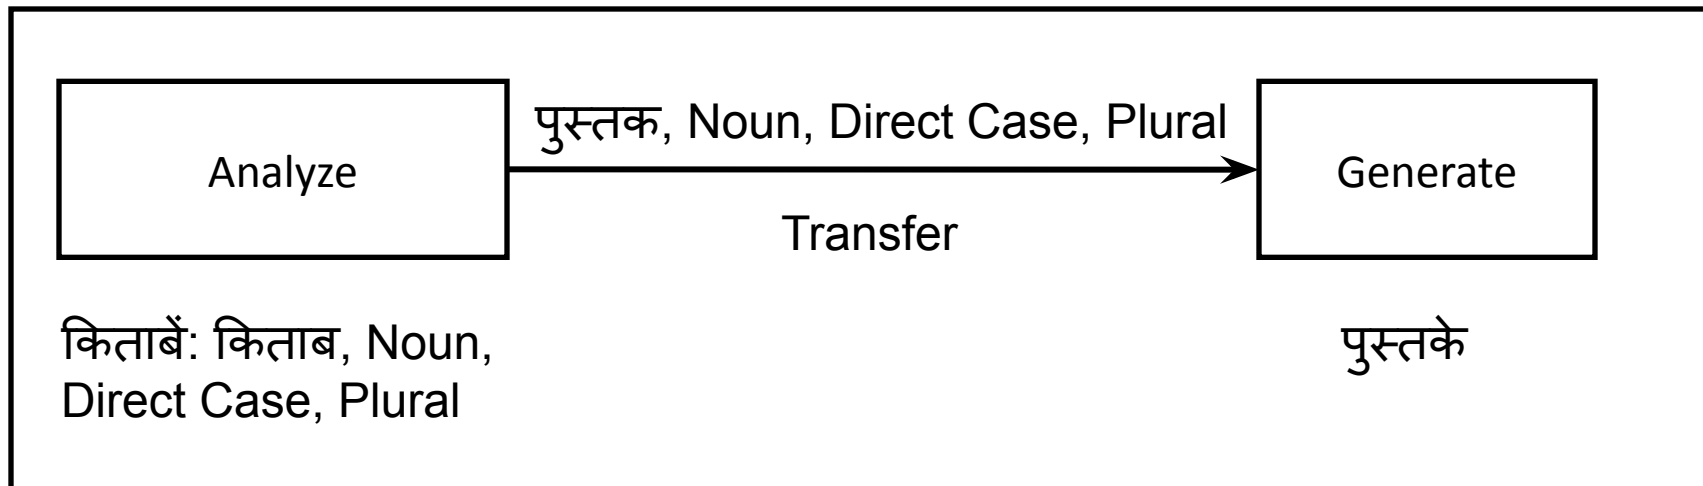 पुस्तक, Noun, Direct Case, Plural
Analyze
Generate
Transfer
किताबें: किताब, Noun,
Direct Case, Plural
पुस्तके